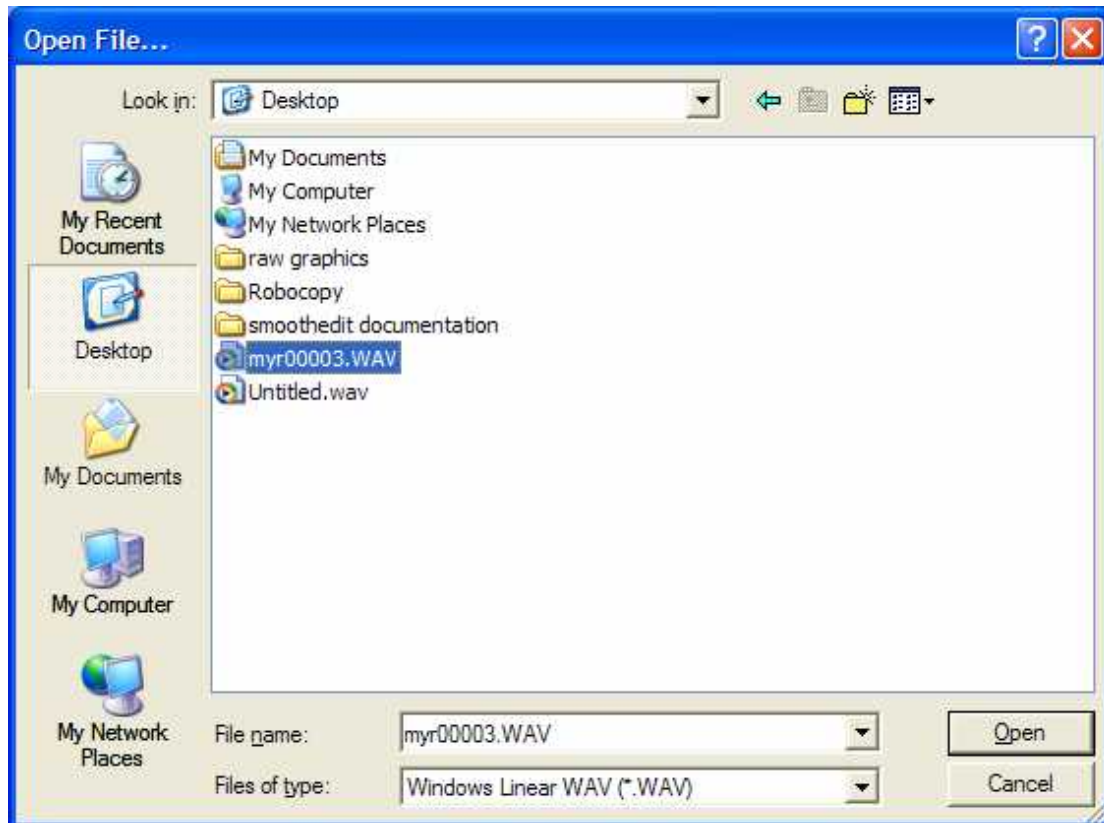 Open File...
Look in: Desktop
My Recent
Documents
Desktop
My Documents
My Computer
My Network
Places
My Documents
My Computer
My Network Places
raw graphics
Robocopy
smoothedit documentation
myr00003.WAV
Untitled.wav
File name: myr00003.WAV Open
Files of type: Windows Linear WAV (*.WAV) Cancel